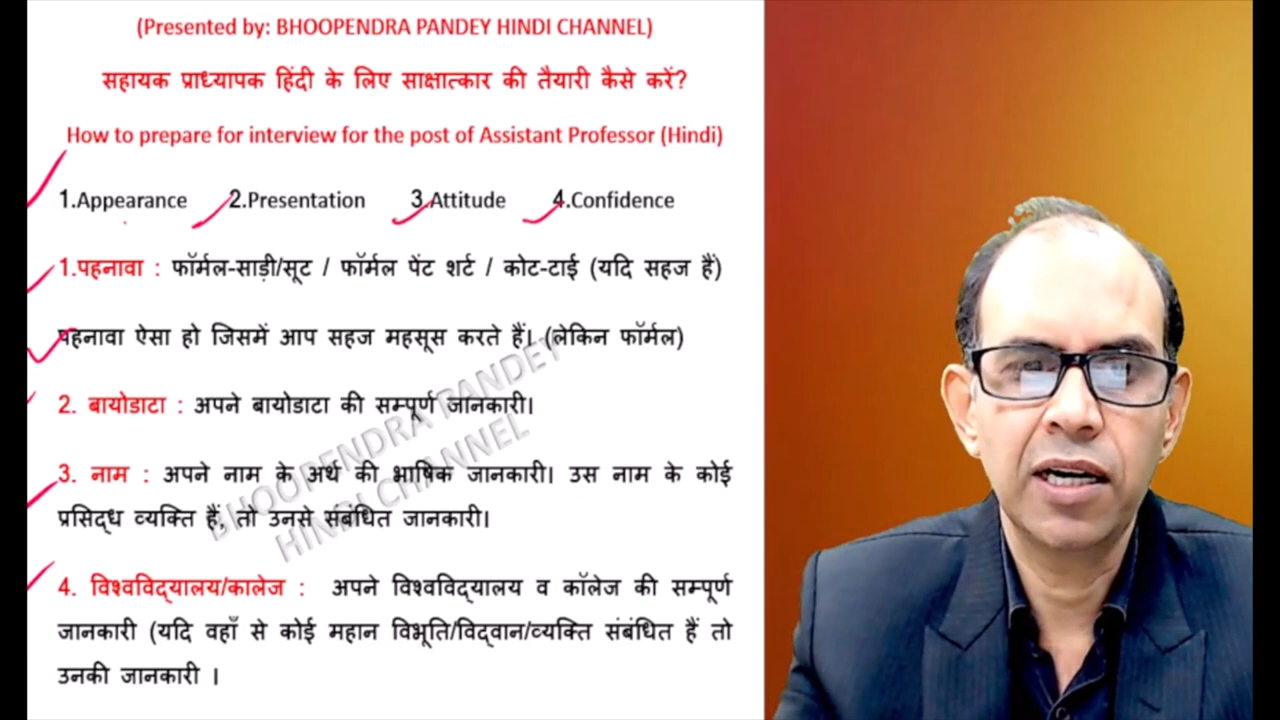 (Presented by: BHOOPENDRA PANDEY HINDI CHANNEL)
सहायक प्राध्यापक हिंदी के लिए साक्षात्कार की तैयारी कैसे करें?
How to prepare for interview for the post of Assistant Professor (Hindi)
1.Appearance 2.Presentation 3.Attitude 4.Confidence
1.पहनावा : फॉर्मल-साड़ी/सूट / फॉर्मल पेंट शर्ट / कोट-टाई (यदि सहज हैं)
पहनावा ऐसा हो जिसमें आप सहज महसूस करते हैं। (लेकिन फॉर्मल)
2. बायोडाटा : अपने बायोडाटा की सम्पूर्ण जानकारी।
3. नाम : अपने नाम के अर्थ की भाषिक जानकारी। उस नाम के कोई
प्रसिद्ध व्यक्ति हैं, तो उनसे संबंधित जानकारी।
4. विश्वविद्यालय/कालेज : अपने विश्वविद्यालय व कॉलेज की सम्पूर्ण
जानकारी (यदि वहाँ से कोई महान विभूति/विद्वान/व्यक्ति संबंधित हैं तो
उनकी जानकारी ।
BHOOPENDRA PANDEY
HINDI CHANNEL